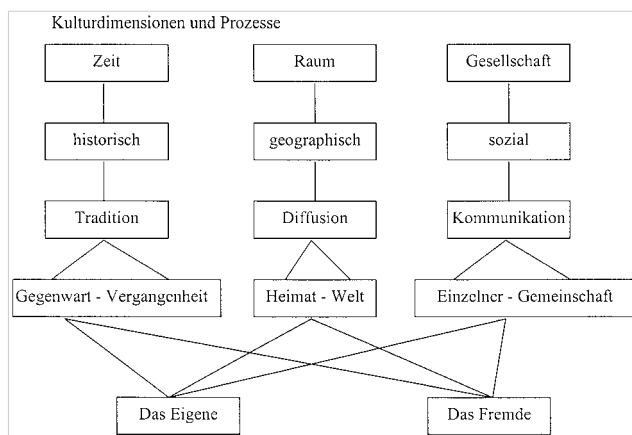 Kulturdimensionen und Prozesse
Zeit
Raum
Gesellschaft
historisch
geographisch
sozial
Tradition
Diffusion
Kommunikation
Gegenwart - Vergangenheit
Heimat - Welt
Einzelner - Gemeinschaft
Das Eigene
Das Fremde